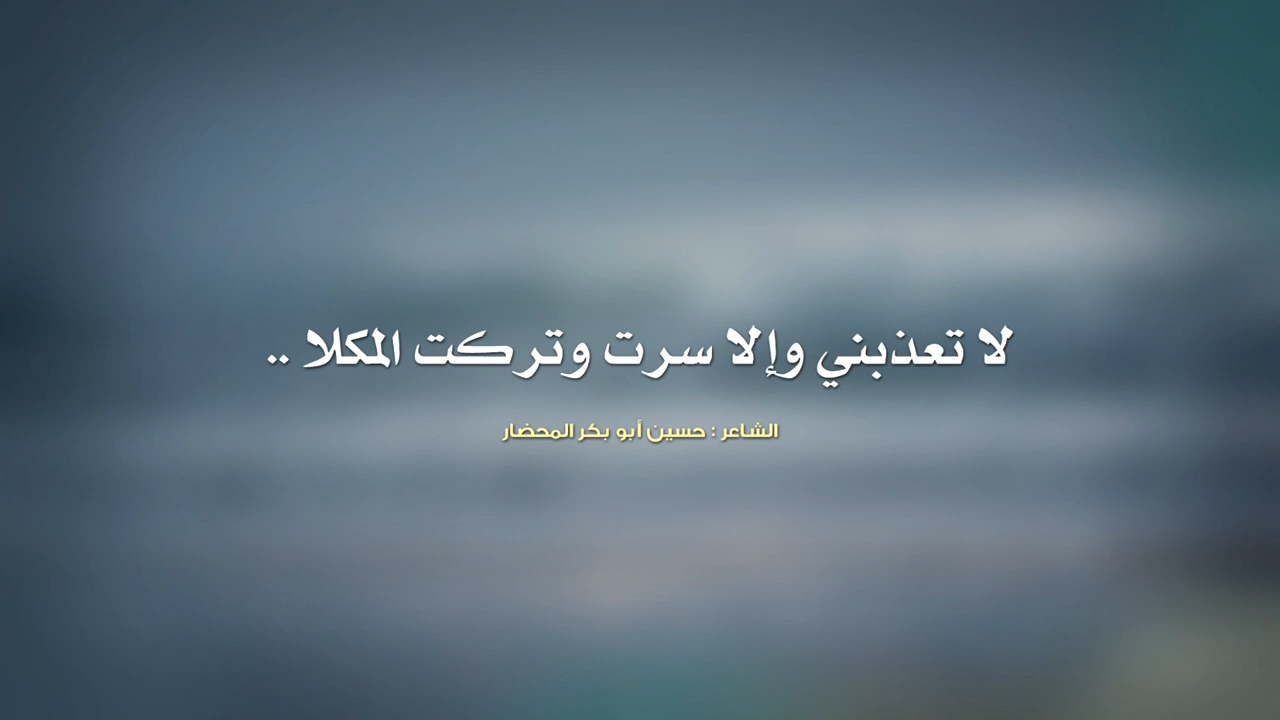 لا تعذبني وإلا سرت وتركت المكلا ..
الشاعر : حسين أبو بكر المحضار